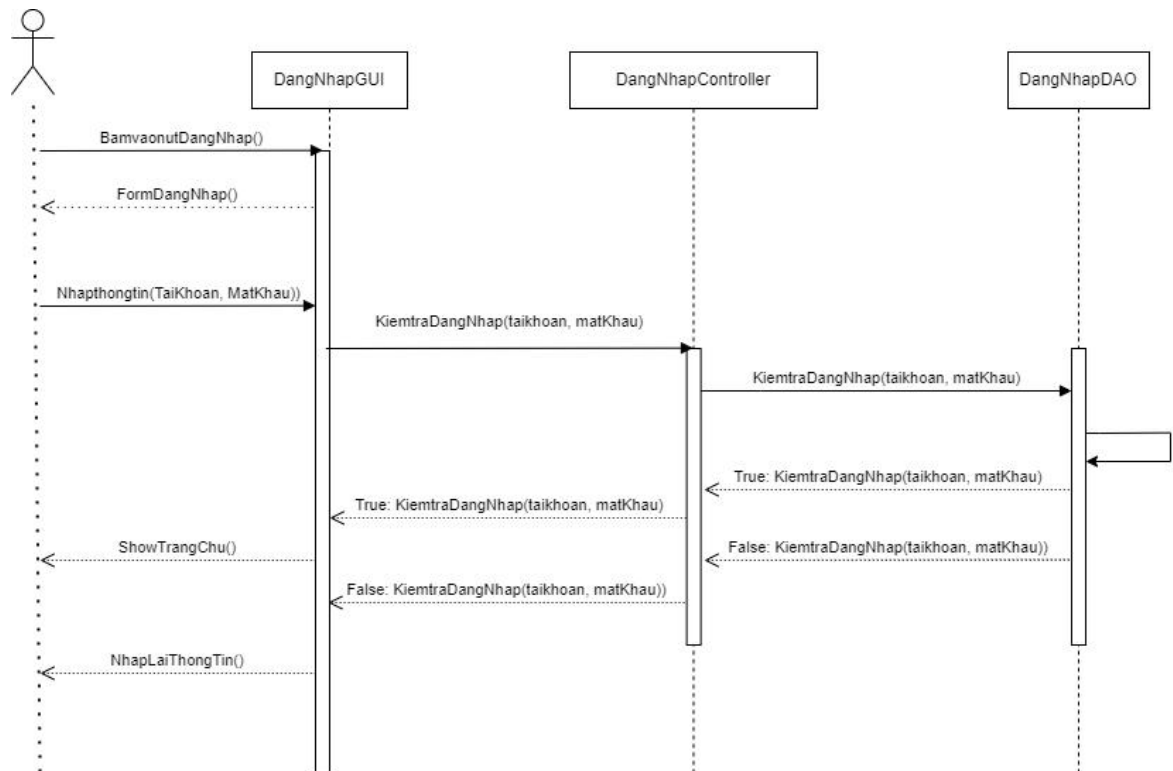 DangNhapGUI
DangNhapController
DangNhapDAO
BamvaonutDangNhap()
FormDangNhap()
Nhapthongtin(TaiKhoan, MatKhau))
KiemtraDangNhap(taikhoan, matKhau)
KiemtraDangNhap(taikhoan, matKhau)
True: KiemtraDangNhap(taikhoan, matKhau)
True: KiemtraDangNhap(taikhoan, matKhau)
ShowTrangChu()
False: KiemtraDangNhap(taikhoan, matKhau))
False: KiemtraDangNhap(taikhoan, matKhau))
NhapLaiThongTin()